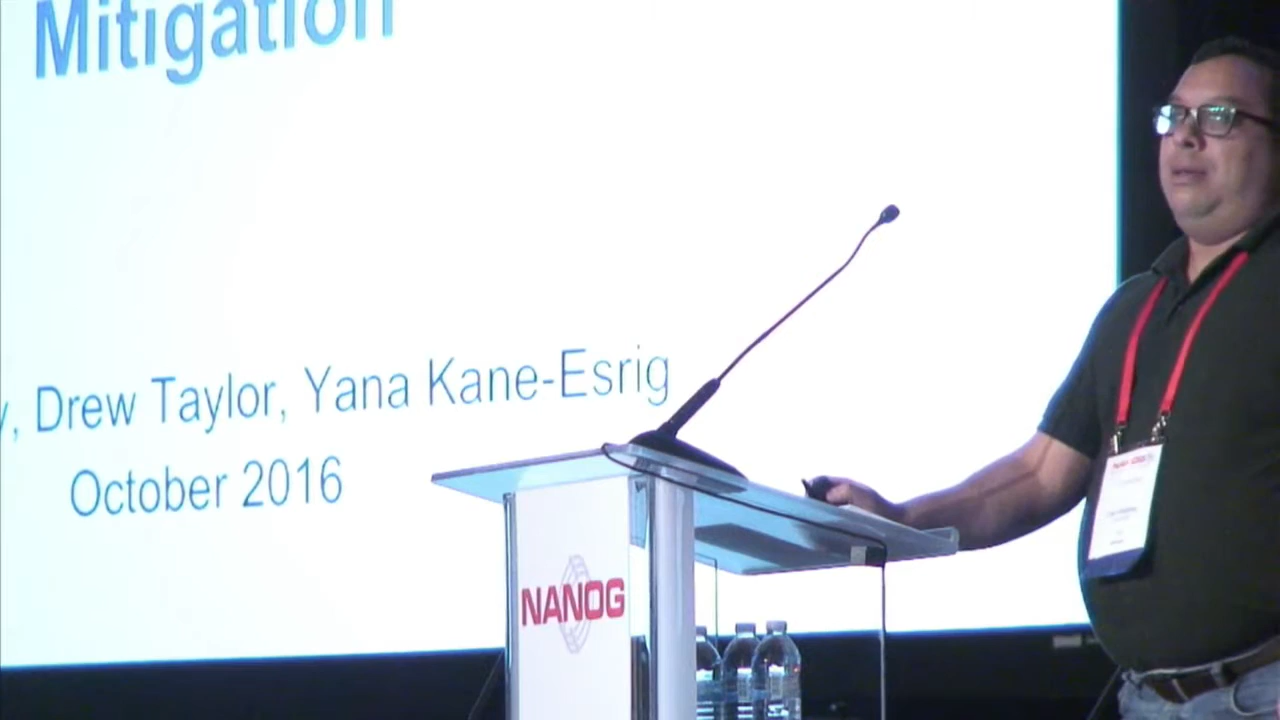 Mitigation
y, Drew Taylor, Yana Kane-Esrig
October 2016
NANOG